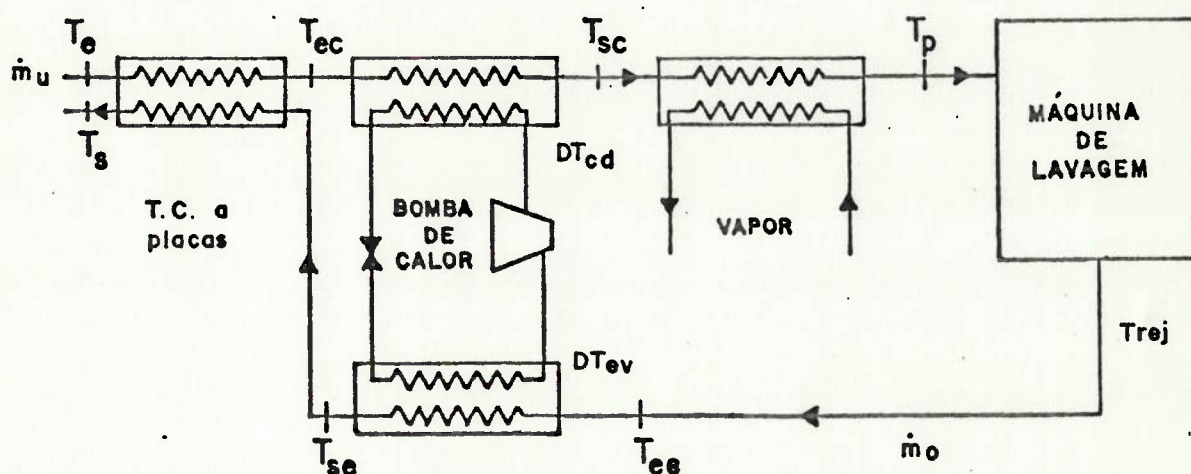 Te
Tec
Tsc
Tp
ṁu
Ts
DTcd
MÁQUINA
DE
LAVAGEM
T.C. a
placas
BOMBA
DE
CALOR
VAPOR
DTev
Trej
Tse
Tee
ṁo